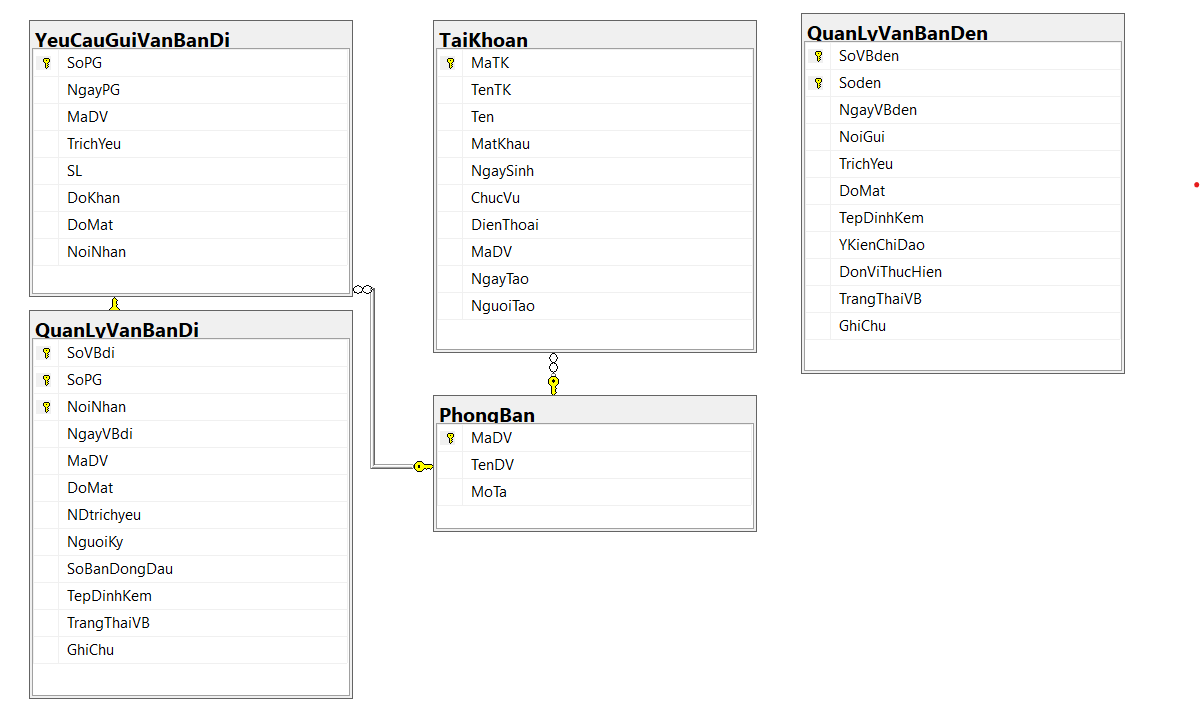 YeuCauGuiVanBanDi
SoPG
NgayPG
MaDV
TrichYeu
SL
DoKhan
DoMat
NoiNhan
QuanLyVanBanDi
SoVBdi
SoPG
NoiNhan
NgayVBdi
MaDV
DoMat
NDtrichyeu
NguoiKy
SoBanDongDau
TepDinhKem
TrangThaiVB
GhiChu
TaiKhoan
MaTK
TenTK
Ten
MatKhau
NgaySinh
ChucVu
DienThoai
MaDV
NgayTao
NguoiTao
PhongBan
MaDV
TenDV
MoTa
QuanLyVanBanDen
SoVBden
Soden
NgayVBden
NoiGui
TrichYeu
DoMat
TepDinhKem
YKienChiDao
DonViThucHien
TrangThaiVB
GhiChu